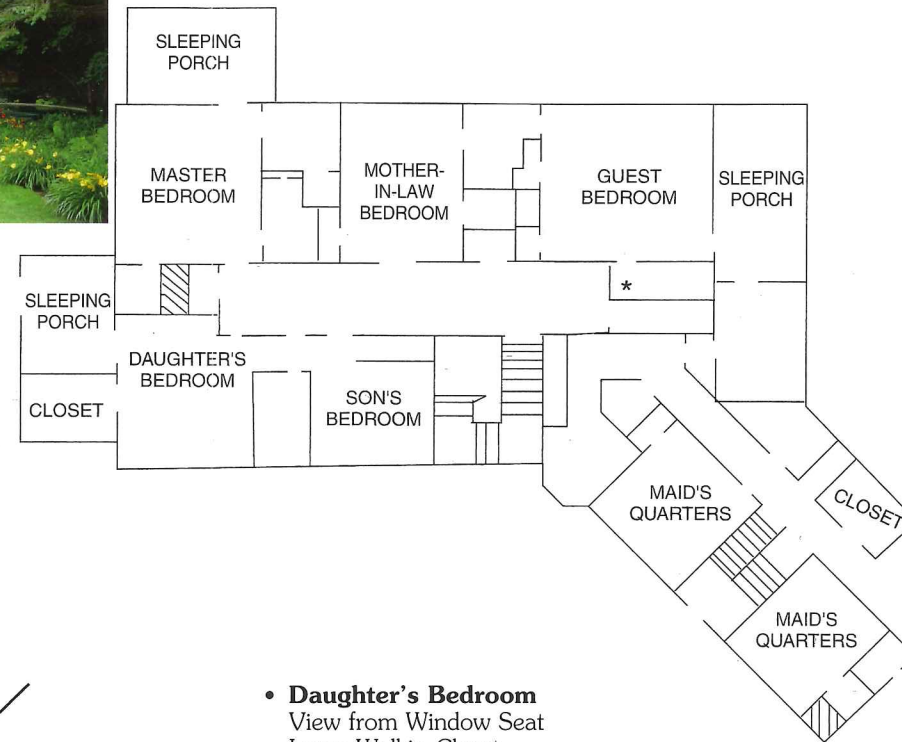 SLEEPING
PORCH
MASTER
BEDROOM
MOTHER-
IN-LAW
BEDROOM
GUEST
BEDROOM
SLEEPING
PORCH
*
SLEEPING
PORCH
DAUGHTER'S
BEDROOM
CLOSET
SON'S
BEDROOM
MAID'S
QUARTERS
CLOSET
MAID'S
QUARTERS
• Daughter's Bedroom
View from Window Seat